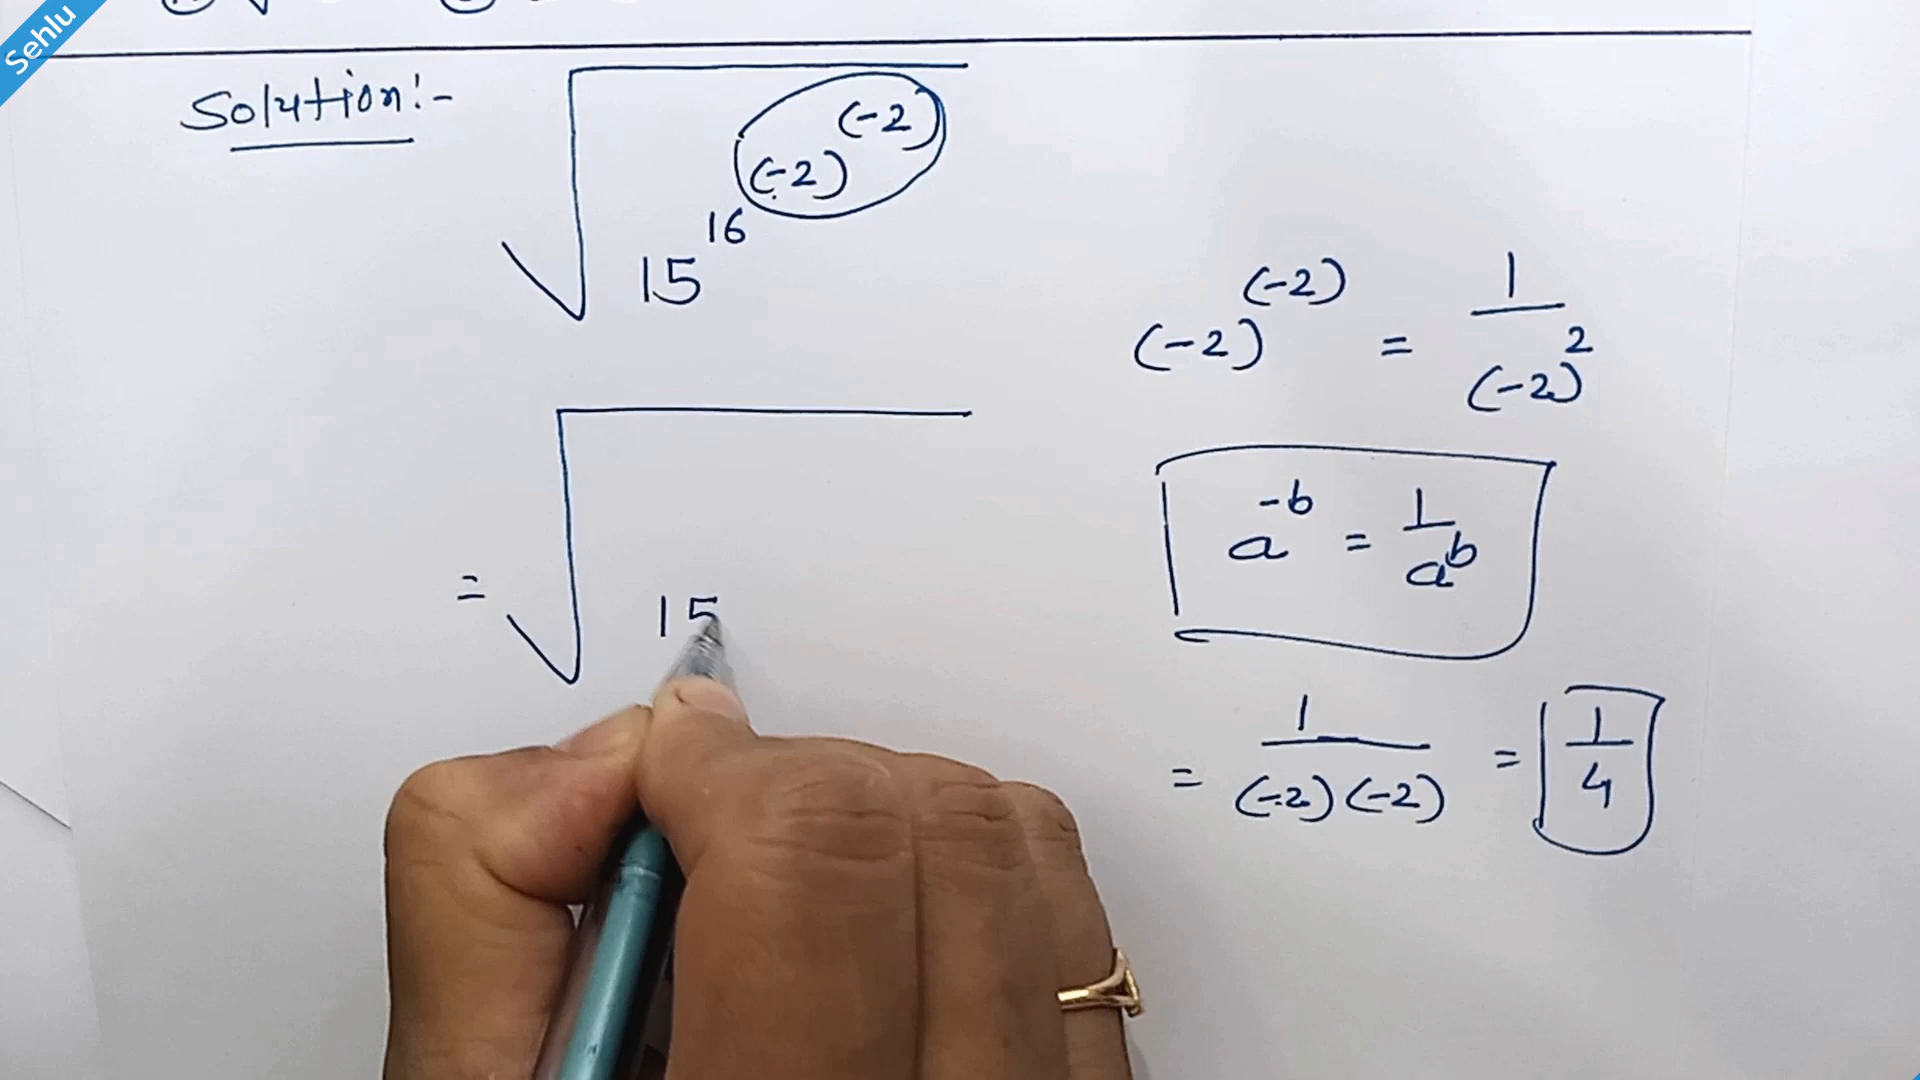 Sehlu
Solution:-
√15^16^(-2)^(-2)
(-2)^(-2) = 1/(-2)^2
a^-b = 1/a^b
= √15
= 1/(-2)(-2) = 1/4